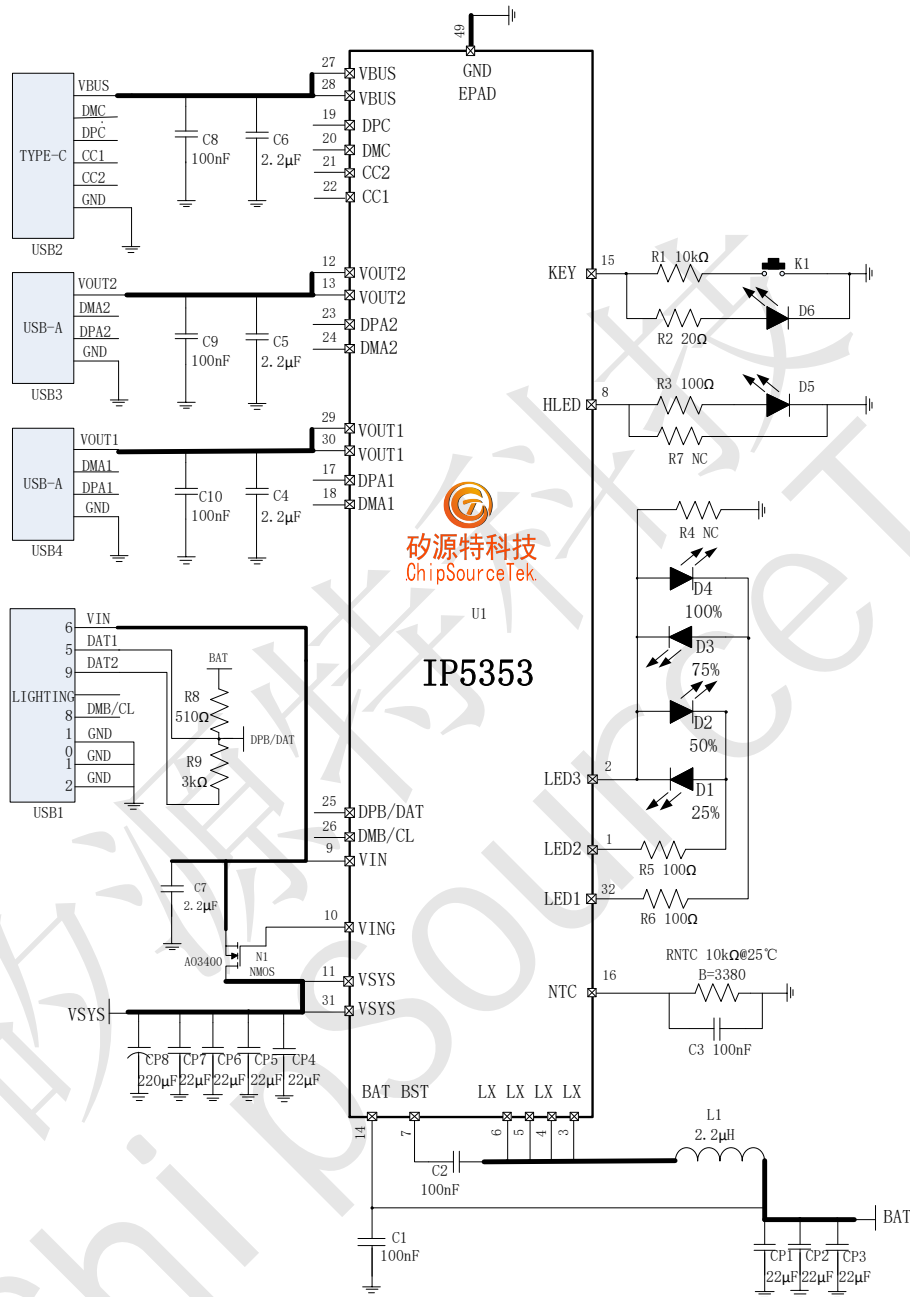 49
GND
EPAD
27
VBUS
28
VBUS
19
DPC
20
DMC
21
CC2
22
CC1
VBUS
DMC
DPC
CC1
CC2
GND
TYPE-C
USB2
C8
100nF
C6
2.2μF
12
VOUT2
13
VOUT2
23
DPA2
24
DMA2
VOUT2
DMA2
DPA2
GND
USB-A
USB3
C9
100nF
C5
2.2μF
29
VOUT1
30
VOUT1
17
DPA1
18
DMA1
VOUT1
DMA1
DPA1
GND
USB-A
USB4
C10
100nF
C4
2.2μF
15
KEY
R1 10kΩ
K1
R2 20Ω
D6
8
HLED
R3 100Ω
D5
R7 NC
矽源特科技
ChipSourceTek
U1
IP5353
R4 NC
D4
100%
D3
75%
D2
50%
D1
25%
2
LED3
1
LED2
R5 100Ω
32
LED1
R6 100Ω
6
VIN
5
DAT1
9
DAT2
LIGHTING
8
DMB/CL
1
GND
0
1
GND
2
GND
USB1
BAT
R8
510Ω
DPB/DAT
R9
3kΩ
25
DPB/DAT
26
DMB/CL
9
VIN
C7
2.2μF
10
VING
AO3400
N1
NMOS
11
VSYS
31
VSYS
VSYS
CP8
220μF
CP7
22μF
CP6
22μF
CP5
22μF
CP4
22μF
RNTC 10kΩ@25℃
B=3380
16
NTC
C3 100nF
BAT
BST
LX
LX
LX
LX
14
7
6
5
4
3
C2
100nF
L1
2.2μH
C1
100nF
BAT
CP1
22μF
CP2
22μF
CP3
22μF
矽源特科技
ChipSourceT